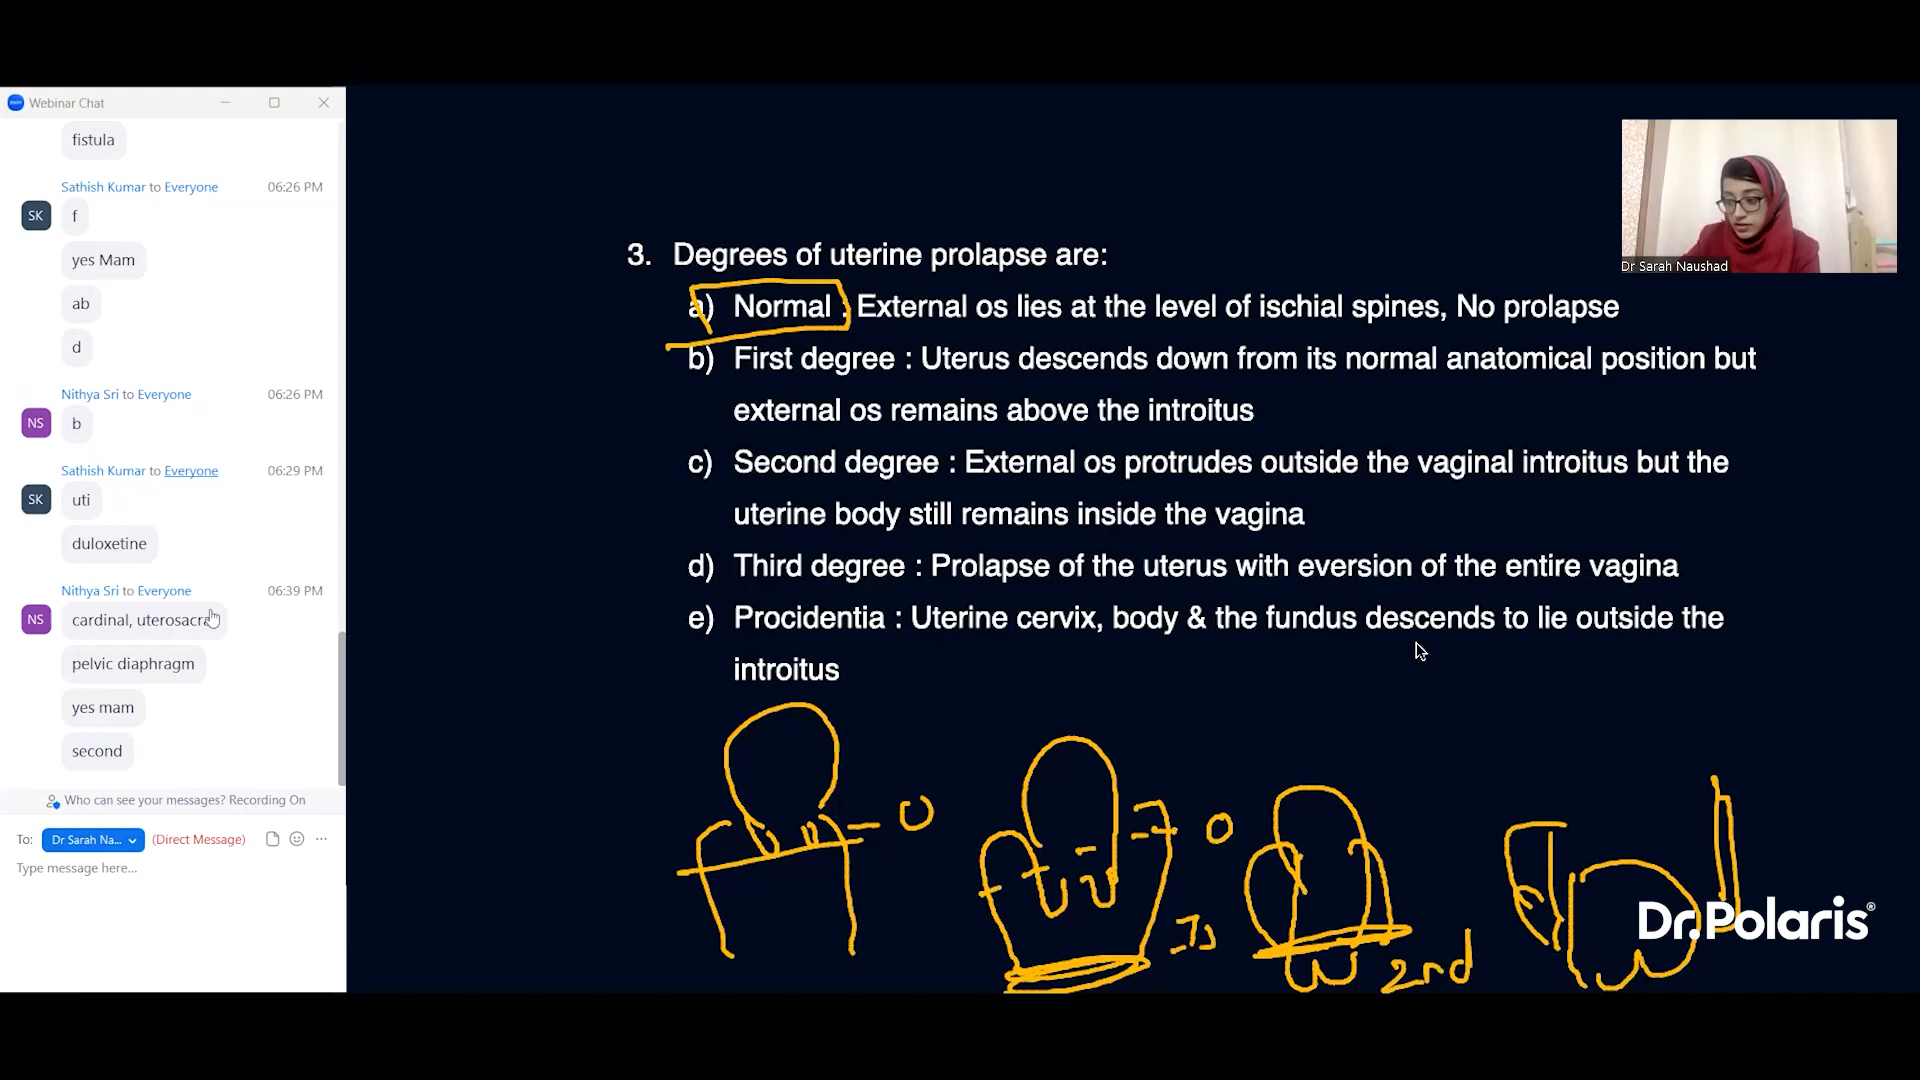 Webinar Chat
fistula
Sathish Kumar to Everyone 06:26 PM
SK
f
yes Mam
ab
d
Nithya Sri to Everyone 06:26 PM
NS
b
Sathish Kumar to Everyone 06:29 PM
SK
uti
duloxetine
Nithya Sri to Everyone 06:39 PM
NS
cardinal, uterosacra
pelvic diaphragm
yes mam
second
Who can see your messages? Recording On
To: Dr Sarah Na... (Direct Message)
Type message here...
Dr Sarah Naushad
3. Degrees of uterine prolapse are:
a) Normal : External os lies at the level of ischial spines, No prolapse
b) First degree : Uterus descends down from its normal anatomical position but
external os remains above the introitus
c) Second degree : External os protrudes outside the vaginal introitus but the
uterine body still remains inside the vagina
d) Third degree : Prolapse of the uterus with eversion of the entire vagina
e) Procidentia : Uterine cervix, body & the fundus descends to lie outside the
introitus
0
0
2nd
Dr.Polaris®